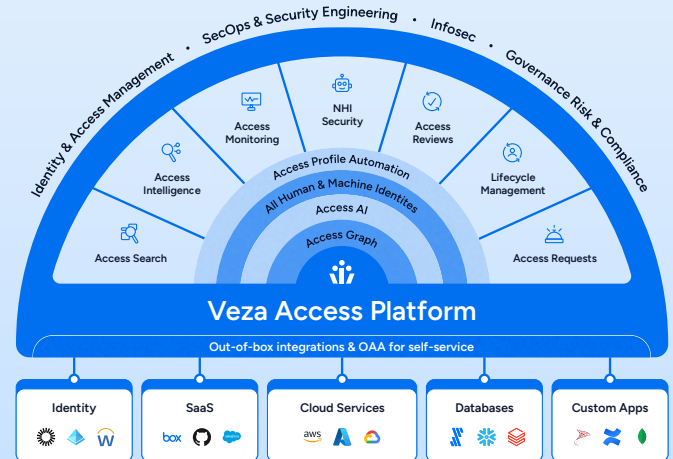 Identity & Access Management • SecOps & Security Engineering • Infosec • Governance Risk & Compliance
NHI
Security
Access
Monitoring
Access
Reviews
Access
Intelligence
Lifecycle
Management
Access Search
Access Requests
Access Profile Automation
All Human & Machine Identites
Access AI
Access Graph
Veza Access Platform
Out-of-box integrations & OAA for self-service
Identity
SaaS
Cloud Services
Databases
Custom Apps
box
salesforce
aws